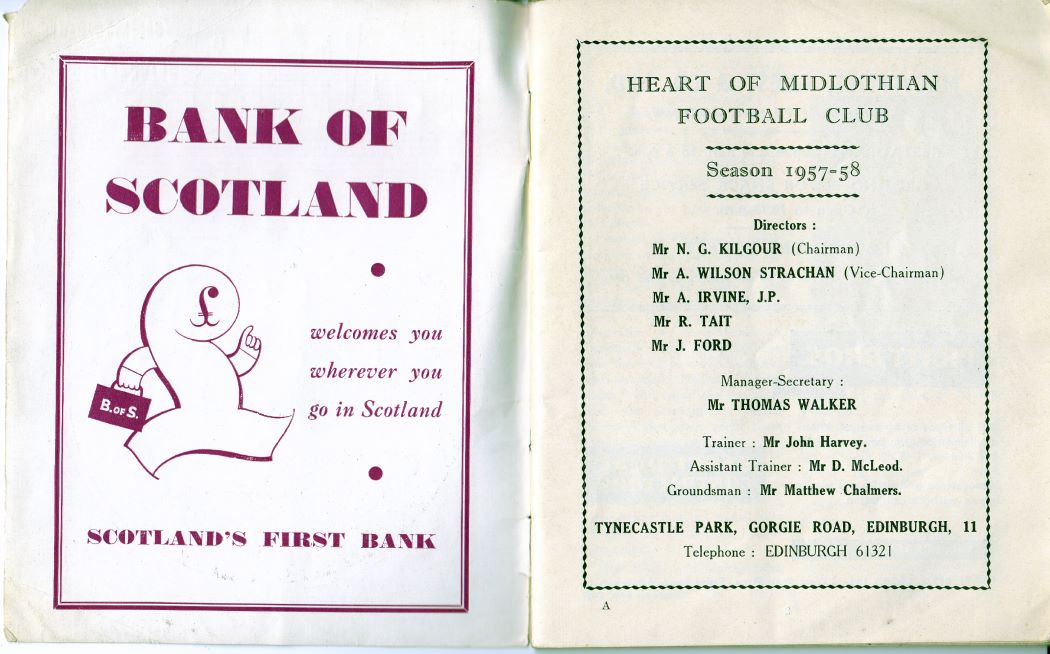 BANK OF
SCOTLAND
£
welcomes you
wherever you
go in Scotland
B.OF S.
SCOTLAND'S FIRST BANK
HEART OF MIDLOTHIAN
FOOTBALL CLUB
Season 1957-58
Directors :
Mr N. G. KILGOUR (Chairman)
Mr A. WILSON STRACHAN (Vice-Chairman)
Mr A. IRVINE, J.P.
Mr R. TAIT
Mr J. FORD
Manager-Secretary :
Mr THOMAS WALKER
Trainer : Mr John Harvey.
Assistant Trainer : Mr D. McLeod.
Groundsman : Mr Matthew Chalmers.
TYNECASTLE PARK, GORGIE ROAD, EDINBURGH, 11
Telephone : EDINBURGH 61321
A